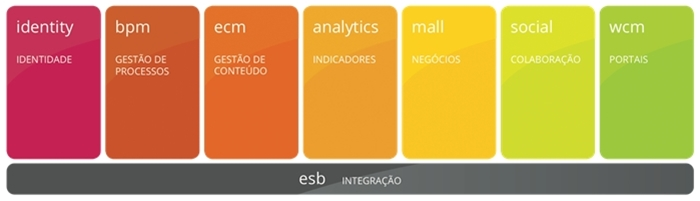 identity
IDENTIDADE
bpm
GESTÃO DE
PROCESSOS
ecm
GESTÃO DE
CONTEÚDO
analytics
INDICADORES
mall
NEGÓCIOS
social
COLABORAÇÃO
wcm
PORTAIS
esb INTEGRAÇÃO